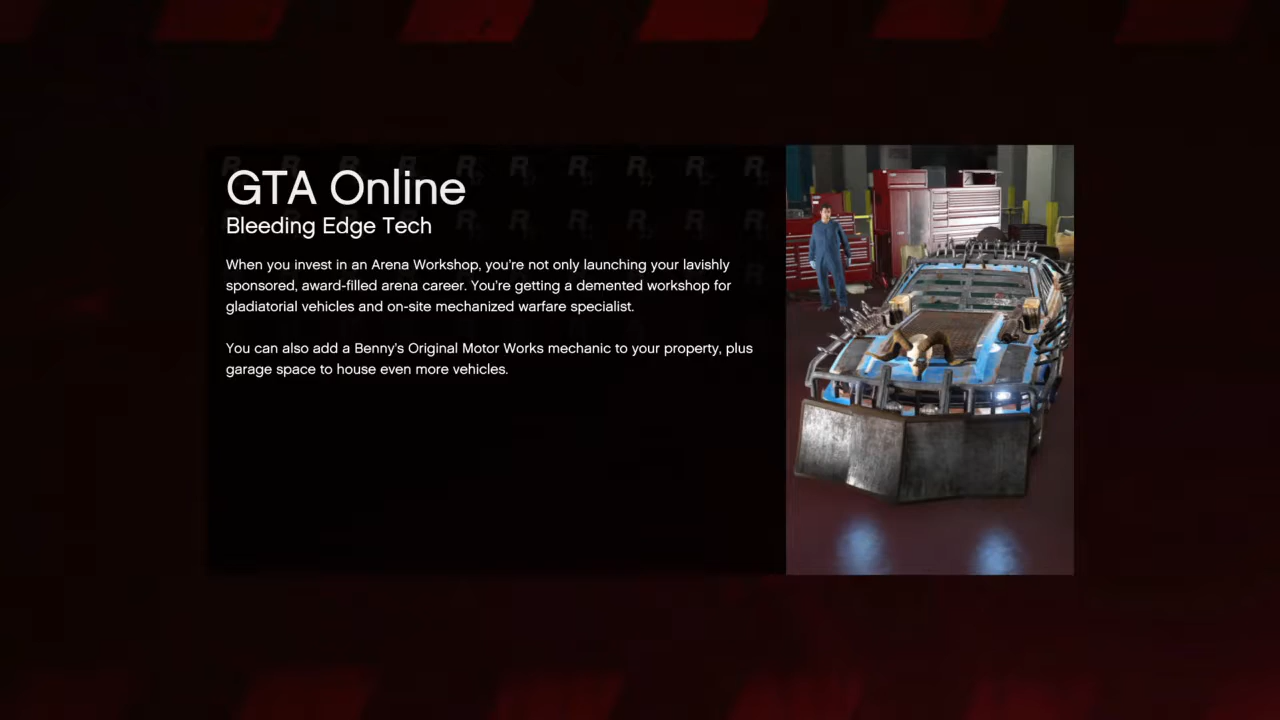 GTA Online
Bleeding Edge Tech
When you invest in an Arena Workshop, you're not only launching your lavishly
sponsored, award-filled arena career. You're getting a demented workshop for
gladiatorial vehicles and on-site mechanized warfare specialist.
You can also add a Benny's Original Motor Works mechanic to your property, plus
garage space to house even more vehicles.